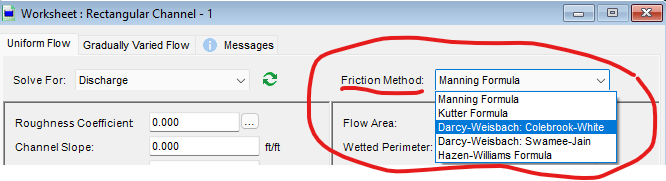 Worksheet : Rectangular Channel - 1
Uniform Flow Gradually Varied Flow Messages
Solve For: Discharge Friction Method: Manning Formula
Manning Formula
Kutter Formula
Darcy-Weisbach: Colebrook-White
Darcy-Weisbach: Swamee-Jain
Hazen-Williams Formula
Roughness Coefficient: 0.000 ... Flow Area:
Channel Slope: 0.000 ft/ft Wetted Perimeter: